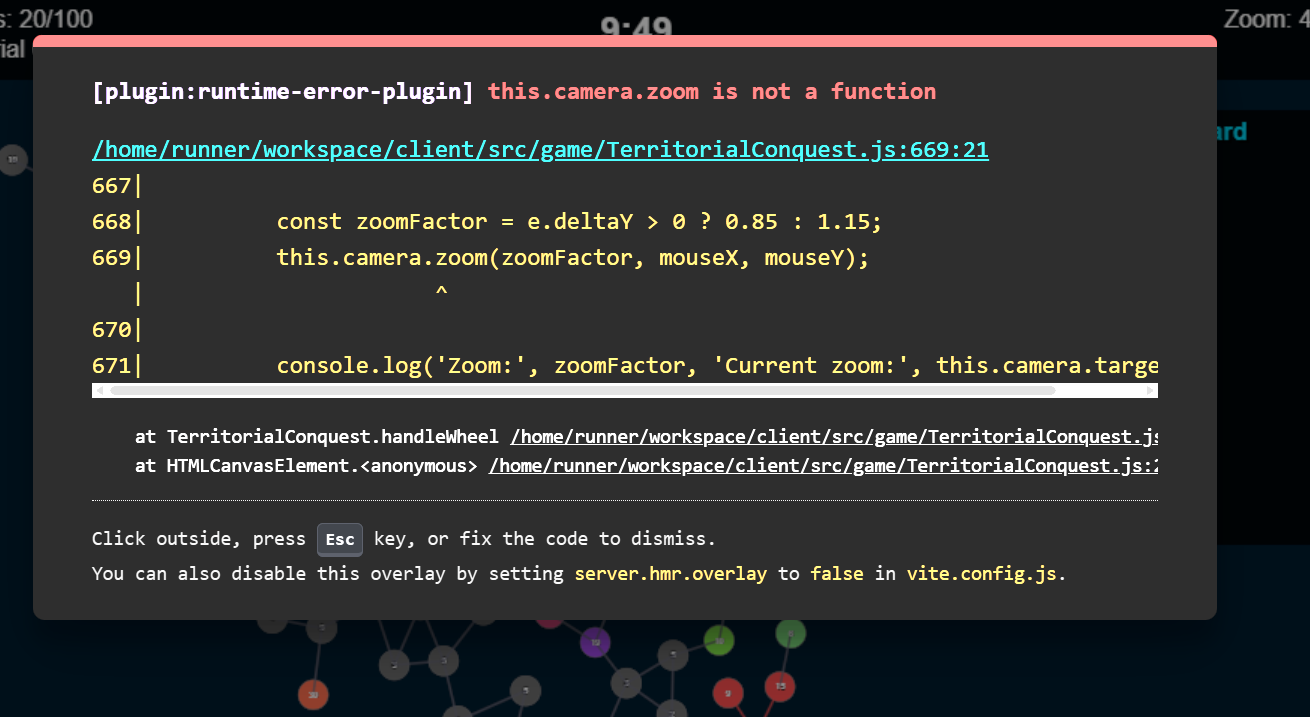 s: 20/100
9:49
Zoom: 4
rial
[plugin:runtime-error-plugin] this.camera.zoom is not a function
ard
/home/runner/workspace/client/src/game/TerritorialConquest.js:669:21
667|
668|          const zoomFactor = e.deltaY > 0 ? 0.85 : 1.15;
669|          this.camera.zoom(zoomFactor, mouseX, mouseY);
|                      ^
670|
671|          console.log('Zoom:', zoomFactor, 'Current zoom:', this.camera.targe
at TerritorialConquest.handleWheel /home/runner/workspace/client/src/game/TerritorialConquest.js
at HTMLCanvasElement.<anonymous> /home/runner/workspace/client/src/game/TerritorialConquest.js:2
Click outside, press Esc key, or fix the code to dismiss.
You can also disable this overlay by setting server.hmr.overlay to false in vite.config.js.